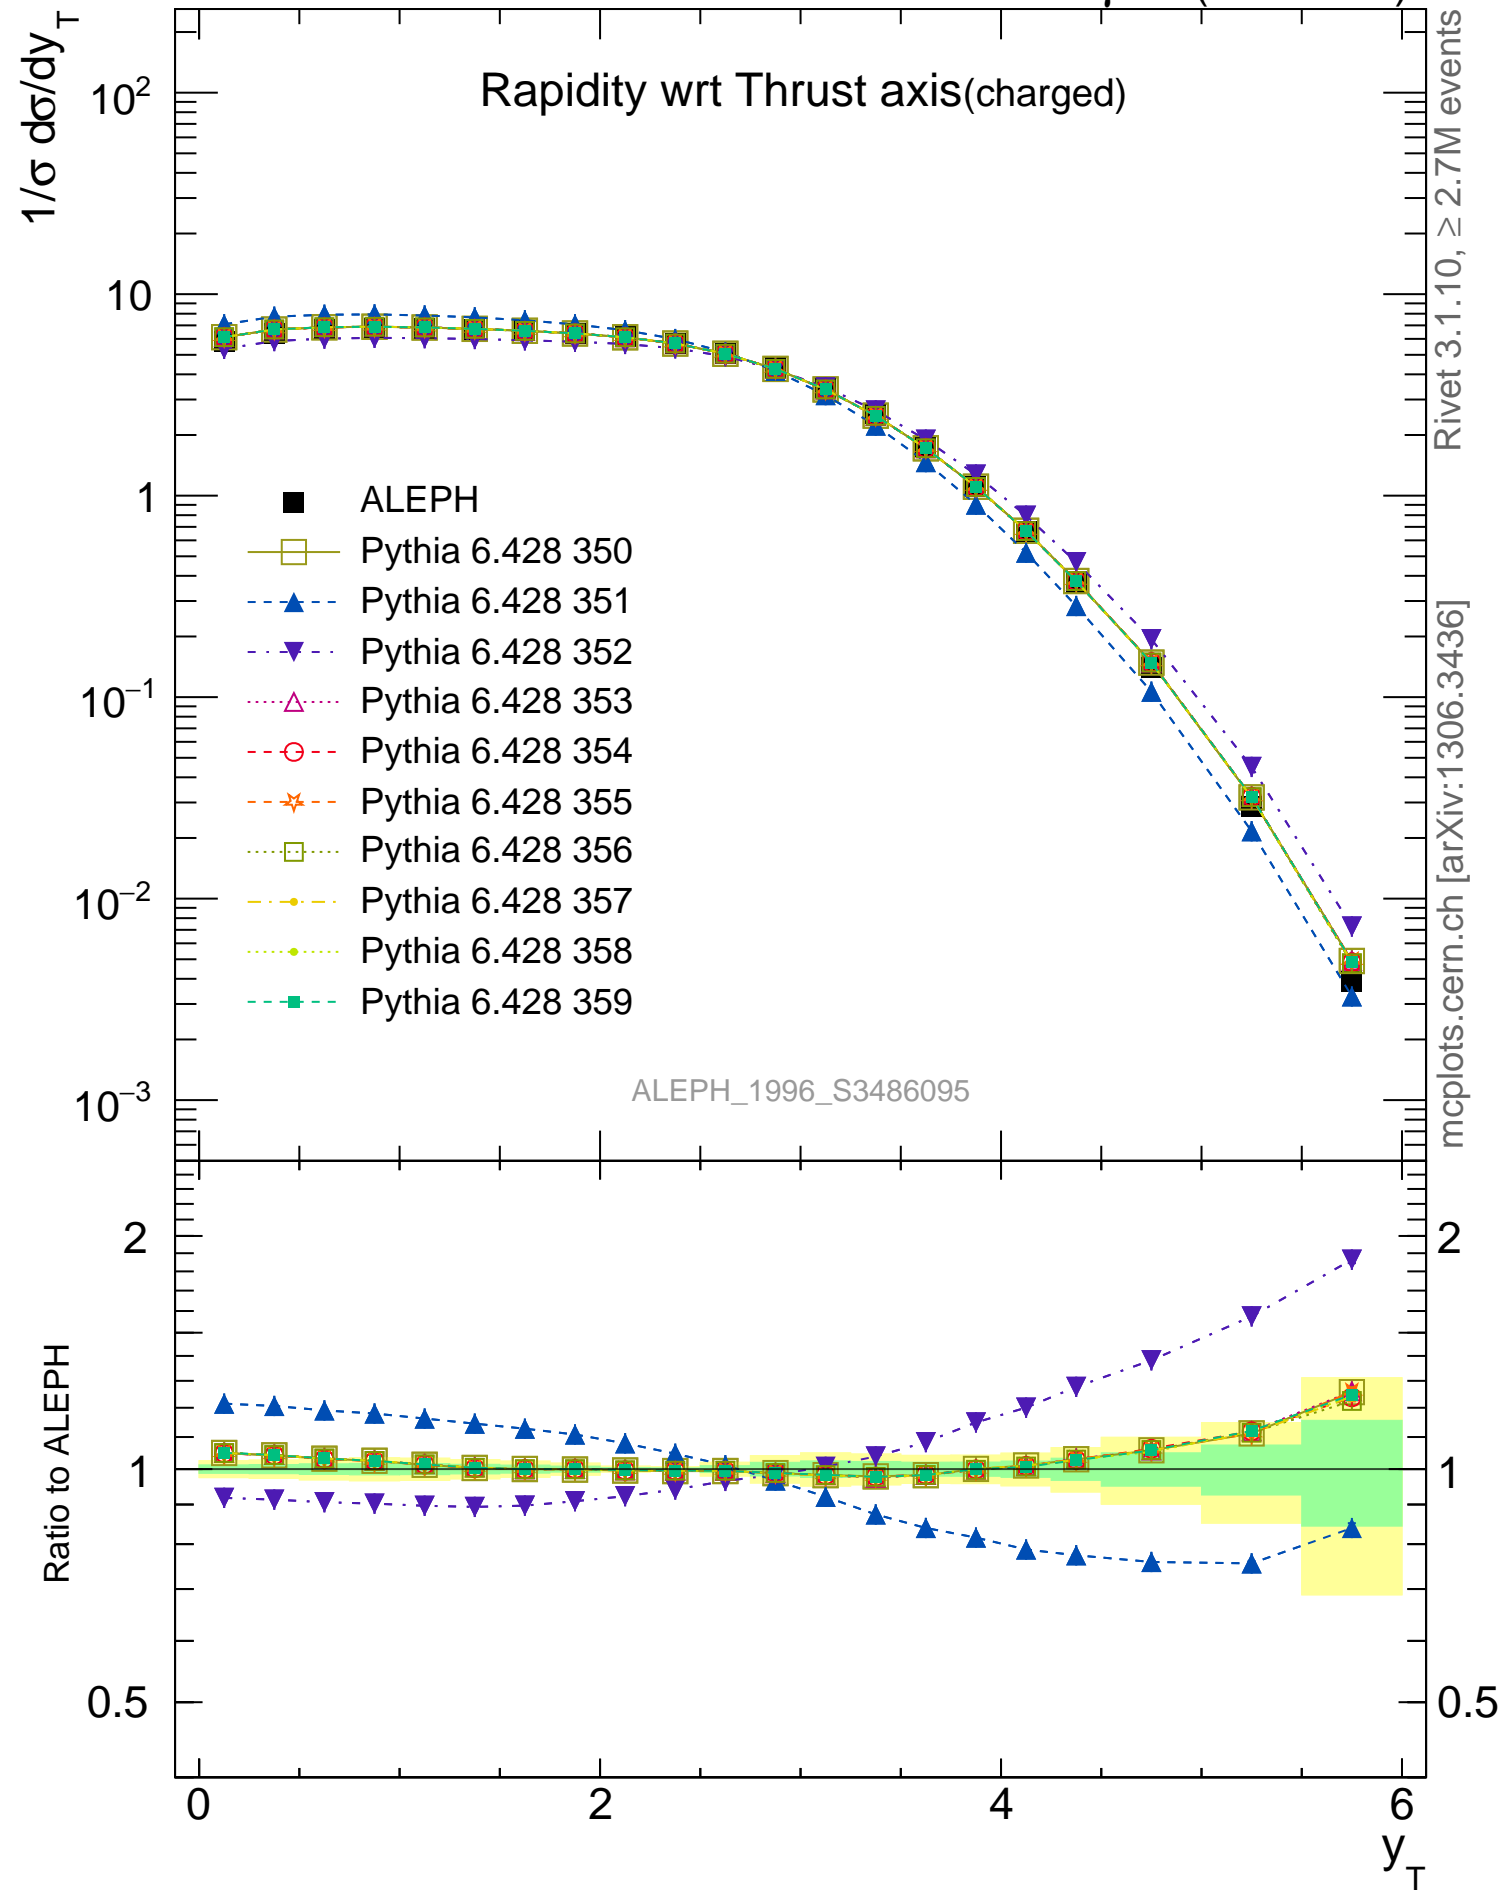 1/σ dσ/dy_T
Rapidity wrt Thrust axis(charged)
10²
10
1
10⁻¹
10⁻²
10⁻³
ALEPH
Pythia 6.428 350
Pythia 6.428 351
Pythia 6.428 352
Pythia 6.428 353
Pythia 6.428 354
Pythia 6.428 355
Pythia 6.428 356
Pythia 6.428 357
Pythia 6.428 358
Pythia 6.428 359
ALEPH_1996_S3486095
Rivet 3.1.10, ≥ 2.7M events
mcplots.cern.ch [arXiv:1306.3436]
Ratio to ALEPH
2
1
0.5
2
1
0.5
0
2
4
6
y_T